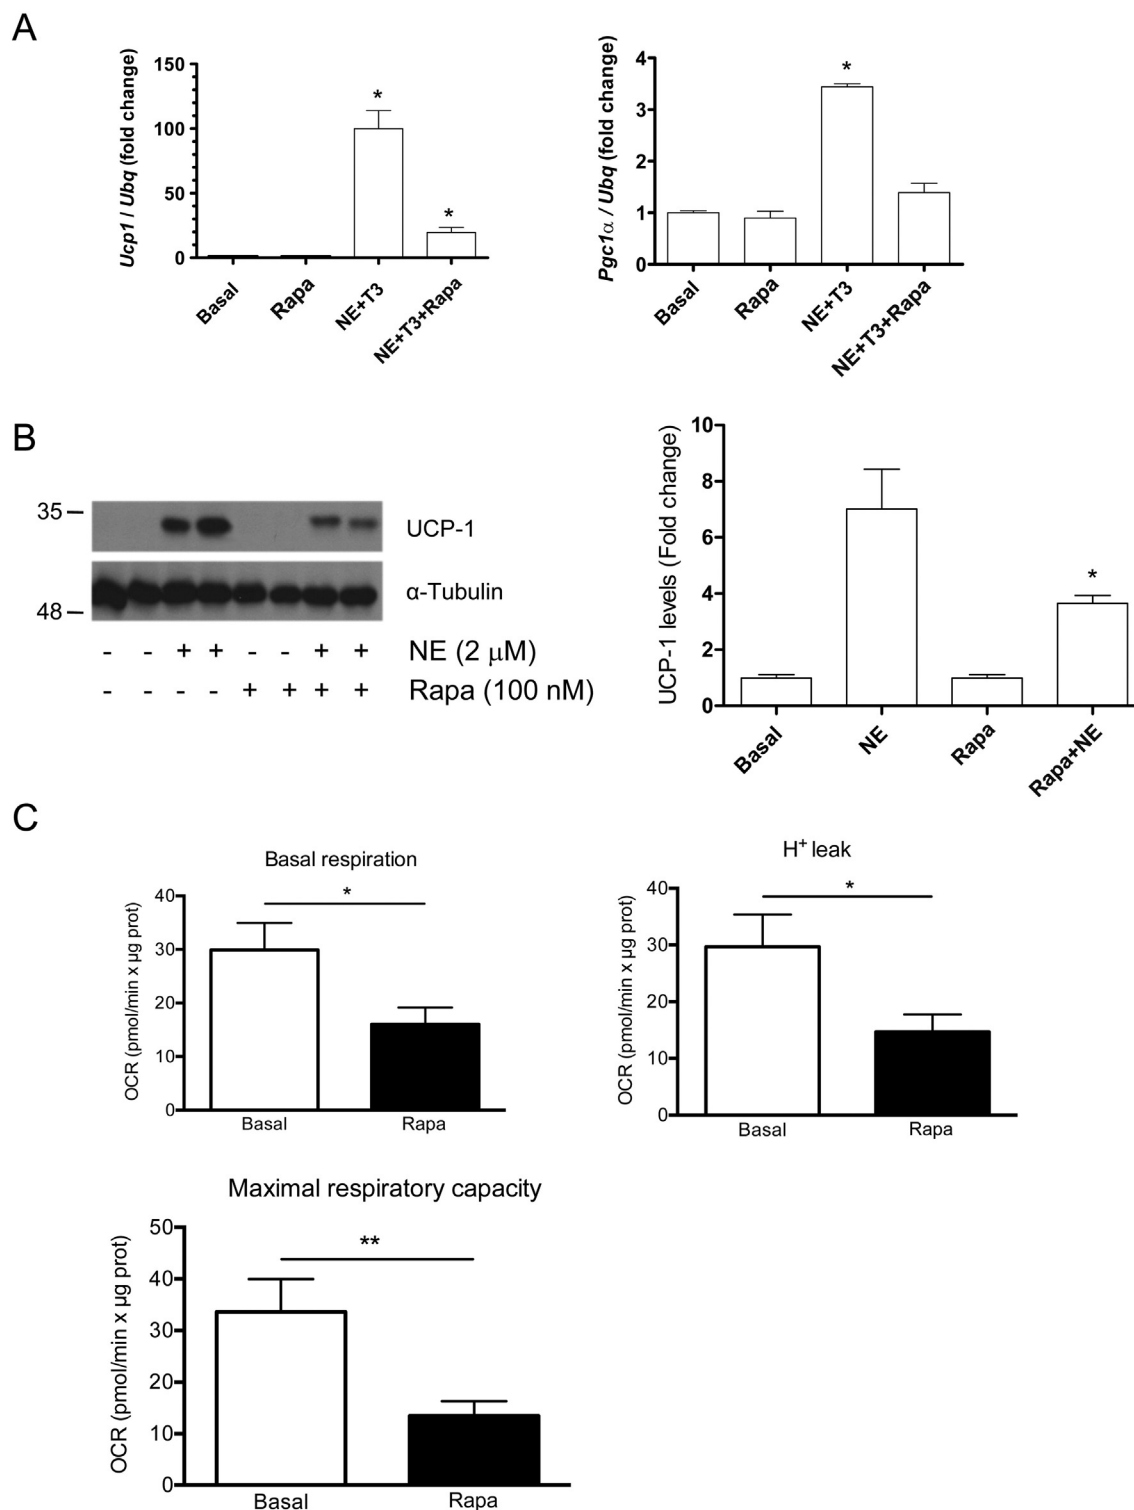 A
Ucp1 / Ubq (fold change)
150
100
50
0
*
*
Basal
Rapa
NE+T3
NE+T3+Rapa
Pgc1α / Ubq (fold change)
4
3
2
1
0
*
Basal
Rapa
NE+T3
NE+T3+Rapa
B
35
UCP-1
α-Tubulin
48
- - + + - - + + NE (2 μM)
- - - - + + + + Rapa (100 nM)
UCP-1 levels (Fold change)
10
8
6
4
2
0
*
Basal
NE
Rapa
Rapa+NE
C
Basal respiration
*
OCR (pmol/min x µg prot)
40
30
20
10
0
Basal
Rapa
H+ leak
*
OCR (pmol/min x µg prot)
40
30
20
10
0
Basal
Rapa
Maximal respiratory capacity
**
OCR (pmol/min x µg prot)
50
40
30
20
10
0
Basal
Rapa